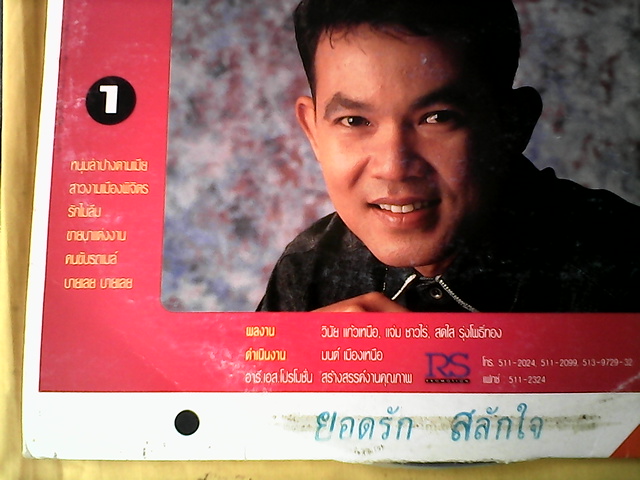 1
หนุ่มลำปางตามเมีย
สาวงามเมืองพิจิตร
รักไม่ลืม
ขายนาแต่งงาน
คนขับรถเมล์
บายเลย บายเลย
ผลงาน วินัย แก้วเหนือ, แจ่ม ชาวไร่, สดใส รุ่งโพธิ์ทอง
ดำเนินงาน มนต์ เมืองเหนือ
อาร์.เอส.โปรโมชั่น สร้างสรรค์งานคุณภาพ
RS
PROMOTION
โทร. 511-2024, 511-2099, 513-9729-32
แฟกซ์ 511-2324
ยอดรัก สลักใจ